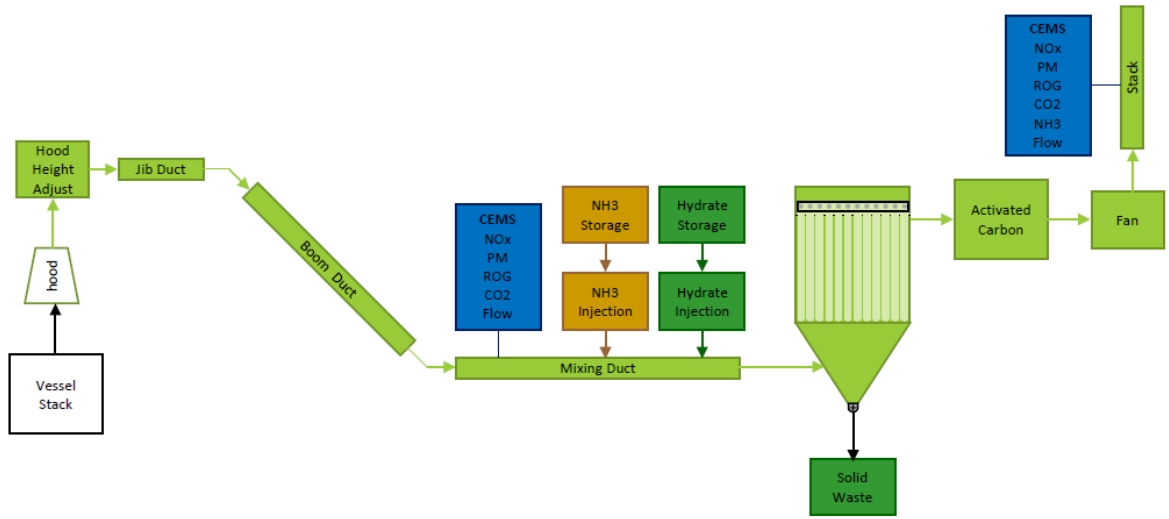 CEMS
NOx
PM
ROG
CO2
NH3
Flow
Stack
Hood
Height
Adjust
Jib Duct
hood
Vessel
Stack
Boom Duct
CEMS
NOx
PM
ROG
CO2
Flow
NH3
Storage
NH3
Injection
Hydrate
Storage
Hydrate
Injection
Mixing Duct
Activated
Carbon
Fan
Solid
Waste